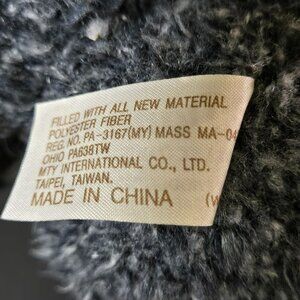 FILLED WITH ALL NEW MATERIAL
POLYESTER FIBER
REG. NO. PA-3167(MY) MASS MA-04
OHIO PA638TW
MTY INTERNATIONAL CO., LTD.
TAIPEI, TAIWAN.
MADE IN CHINA